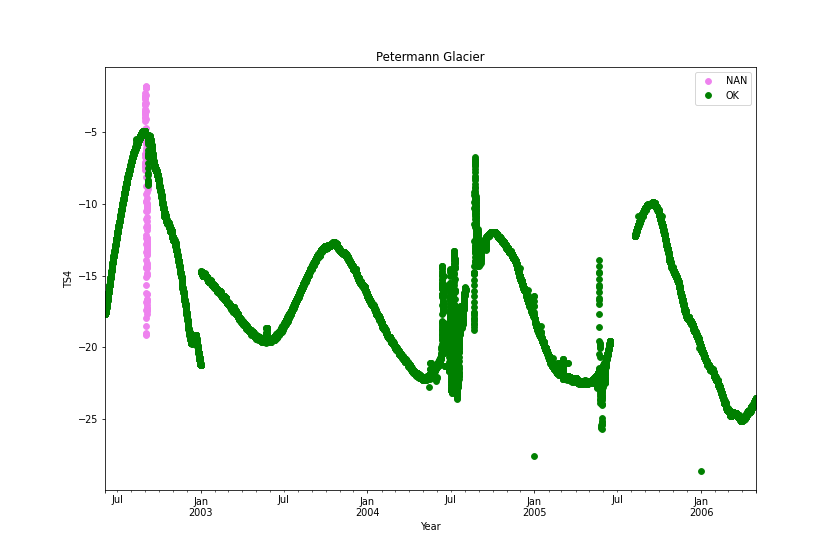 Petermann Glacier
NAN
OK
−5
−10
−15
−20
−25
TS4
Jul
Jan
2003
Jul
Jan
2004
Jul
Jan
2005
Jul
Jan
2006
Year